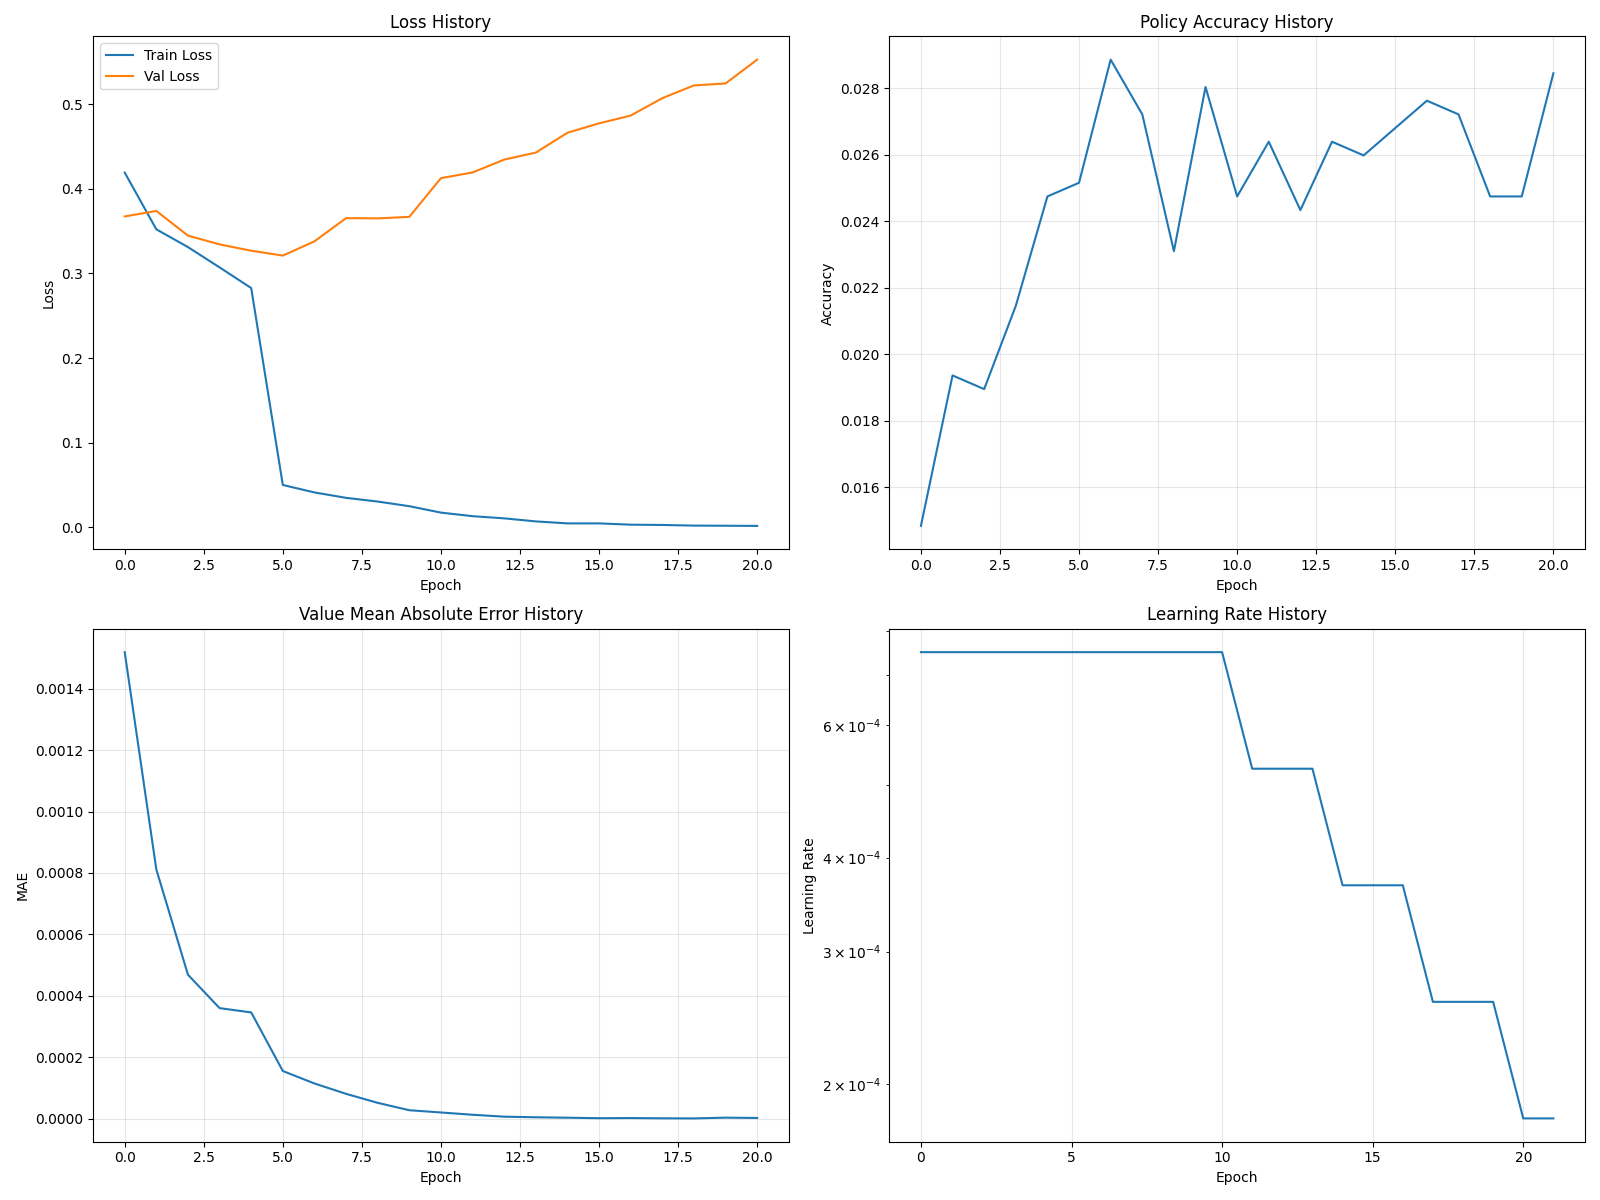 Loss History
Train Loss
Val Loss
0.5
0.4
0.3
0.2
0.1
0.0
Loss
0.0 2.5 5.0 7.5 10.0 12.5 15.0 17.5 20.0
Epoch
Policy Accuracy History
0.028
0.026
0.024
0.022
0.020
0.018
0.016
Accuracy
0.0 2.5 5.0 7.5 10.0 12.5 15.0 17.5 20.0
Epoch
Value Mean Absolute Error History
0.0014
0.0012
0.0010
0.0008
0.0006
0.0004
0.0002
0.0000
MAE
0.0 2.5 5.0 7.5 10.0 12.5 15.0 17.5 20.0
Epoch
Learning Rate History
6 × 10⁻⁴
4 × 10⁻⁴
3 × 10⁻⁴
2 × 10⁻⁴
Learning Rate
0 5 10 15 20
Epoch